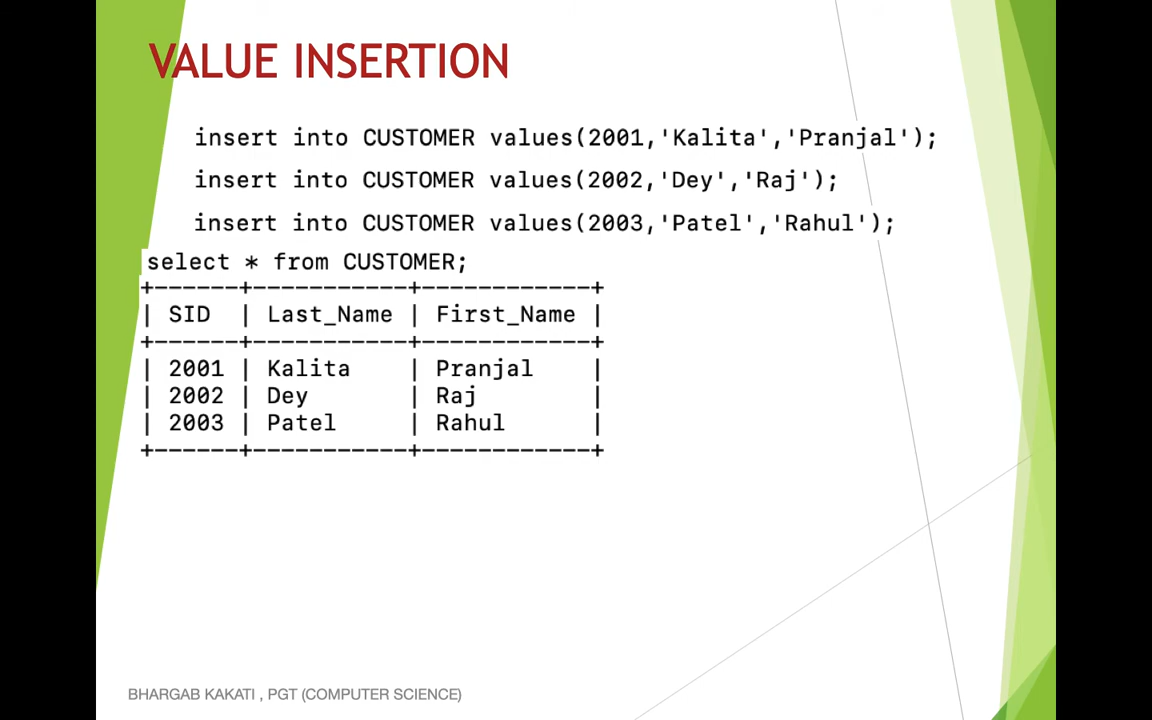 VALUE INSERTION
insert into CUSTOMER values(2001,'Kalita','Pranjal');
insert into CUSTOMER values(2002,'Dey','Raj');
insert into CUSTOMER values(2003,'Patel','Rahul');
select * from CUSTOMER;
+------+-----------+------------+
| SID  | Last_Name | First_Name |
+------+-----------+------------+
| 2001 | Kalita    | Pranjal    |
| 2002 | Dey       | Raj        |
| 2003 | Patel     | Rahul      |
+------+-----------+------------+
BHARGAB KAKATI , PGT (COMPUTER SCIENCE)